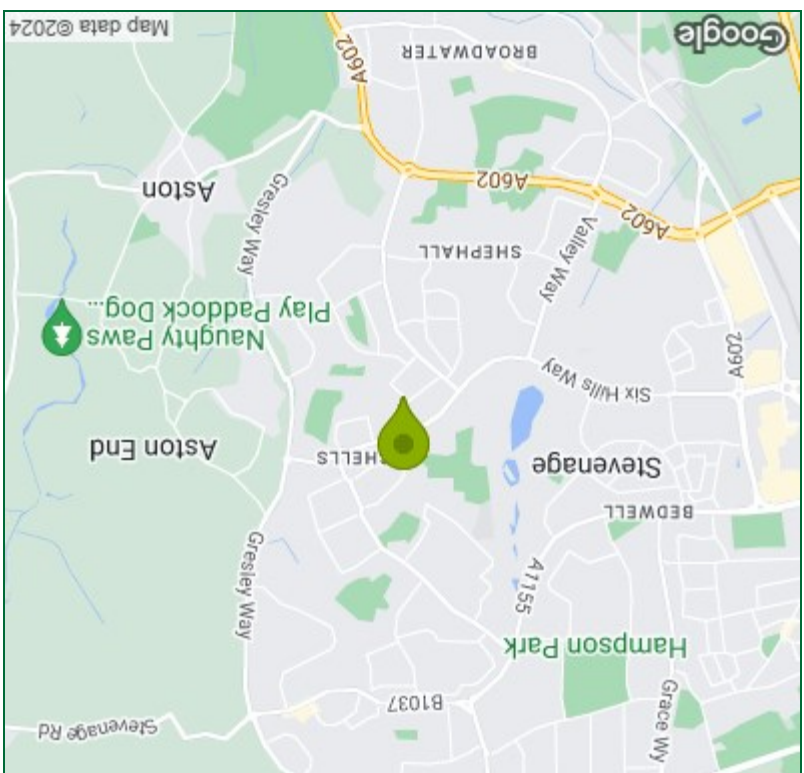 Grace Wy
Stevenage Rd
B1037
Hampson Park
A1155
Gresley Way
BEDWELL
Stevenage
CHELLS
Aston End
Six Hills Way
A602
Naughty Paws
Play Paddock Dog...
Valley Way
SHEPHALL
A602
A602
Gresley Way
Aston
BROADWATER
A602
Google
Map data ©2024